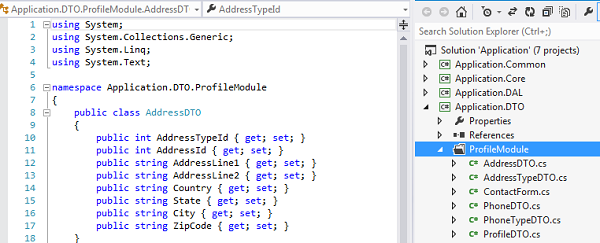 Application.DTO.ProfileModule.AddressDT
AddressTypeId
1 using System;
2 using System.Collections.Generic;
3 using System.Linq;
4 using System.Text;
5
6 namespace Application.DTO.ProfileModule
7 {
8 public class AddressDTO
9 {
10 public int AddressTypeId { get; set; }
11 public int AddressId { get; set; }
12 public string AddressLine1 { get; set; }
13 public string AddressLine2 { get; set; }
14 public string Country { get; set; }
15 public string State { get; set; }
16 public string City { get; set; }
17 public string ZipCode { get; set; }
18 }
Search Solution Explorer (Ctrl+;)
Solution 'Application' (7 projects)
C# Application.Common
C# Application.Core
C# Application.DAL
C# Application.DTO
Properties
References
ProfileModule
C# AddressDTO.cs
C# AddressTypeDTO.cs
C# ContactForm.cs
C# PhoneDTO.cs
C# PhoneTypeDTO.cs
C# ProfileDTO.cs